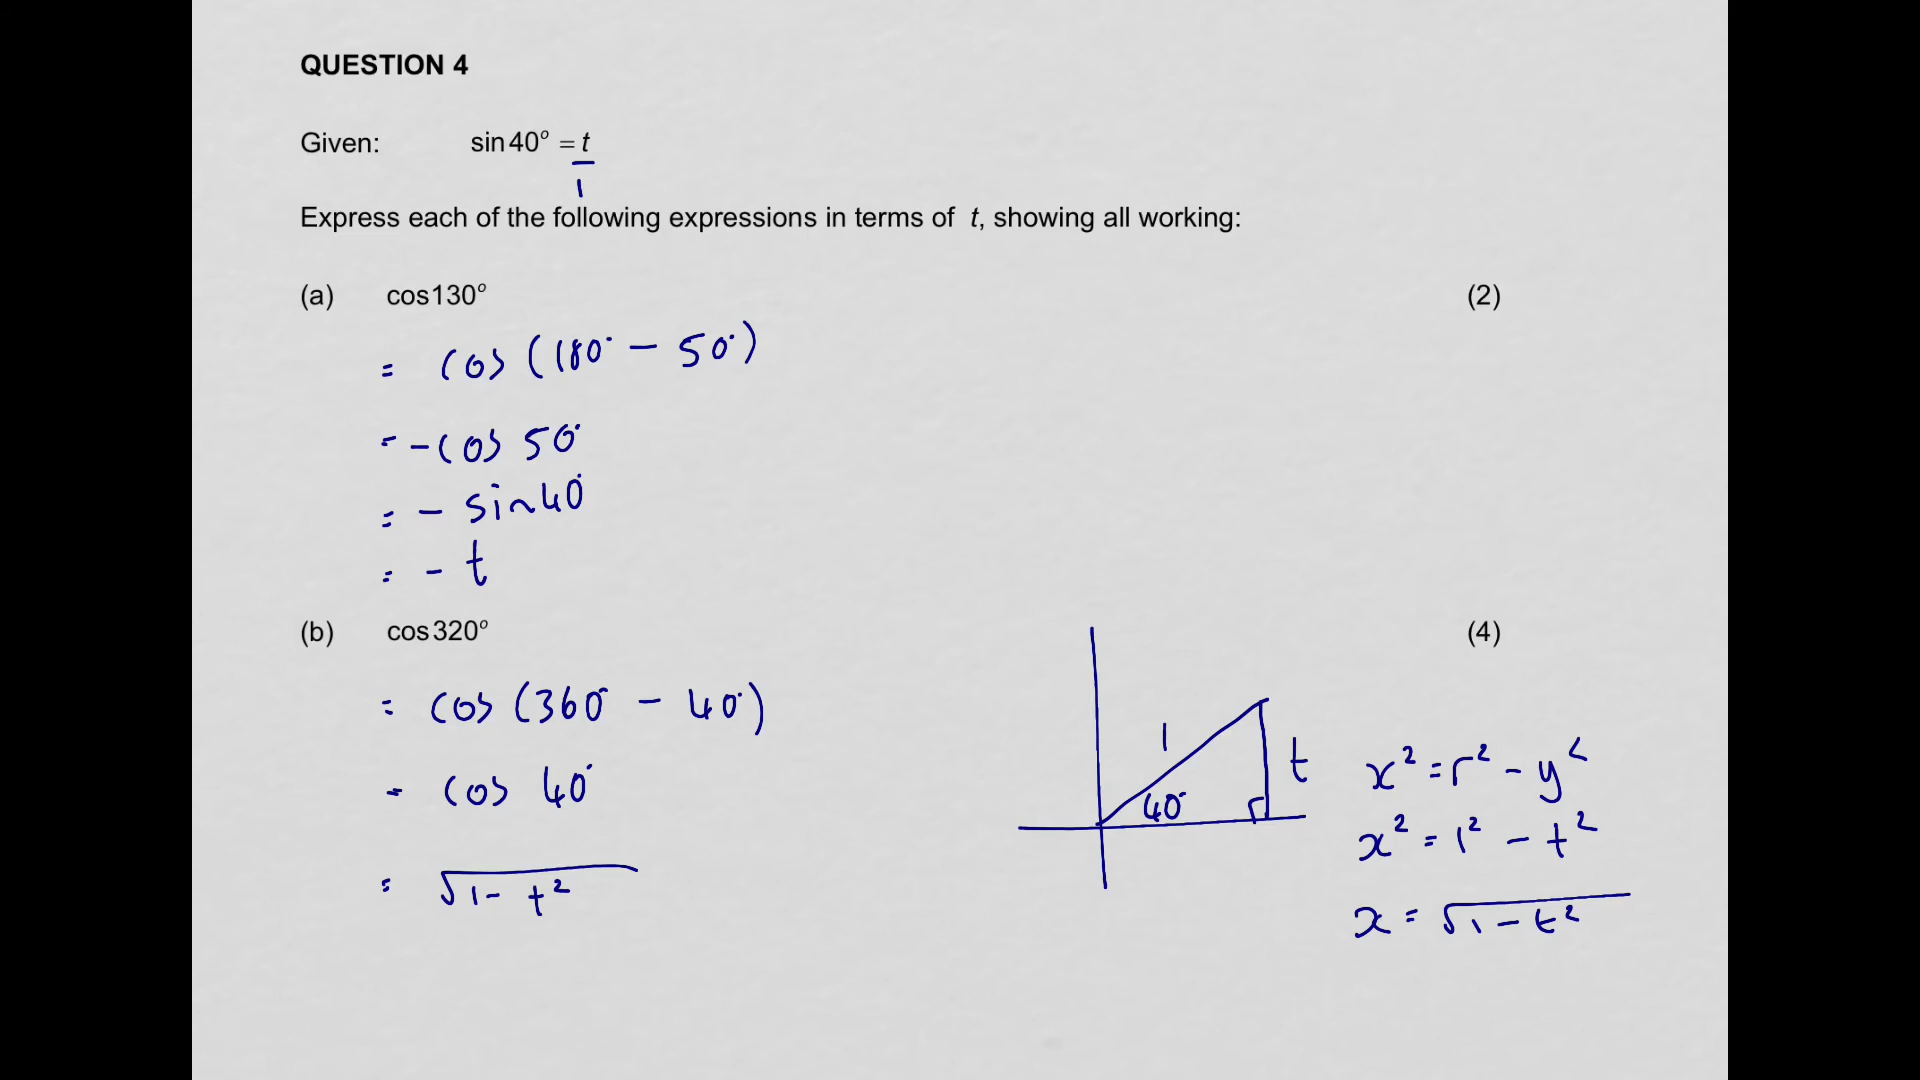 QUESTION 4
Given: sin 40° = t
1
Express each of the following expressions in terms of t, showing all working:
(a) cos 130° (2)
= cos (180° - 50°)
= - cos 50°
= - sin 40°
= - t
(b) cos 320° (4)
= cos (360° - 40°)
= cos 40°
= √1 - t²
1
t
40°
x² = r² - y²
x² = 1² - t²
x = √1 - t²